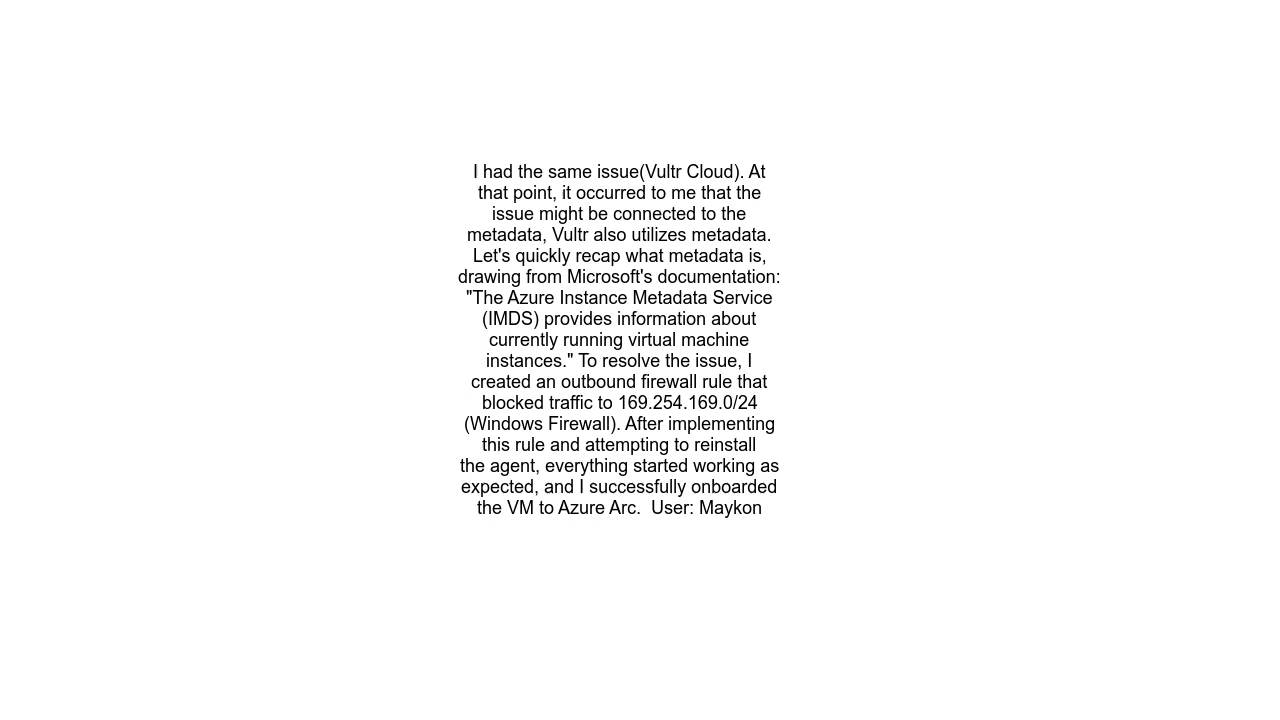 I had the same issue(Vultr Cloud). At
that point, it occurred to me that the
issue might be connected to the
metadata, Vultr also utilizes metadata.
Let's quickly recap what metadata is,
drawing from Microsoft's documentation:
"The Azure Instance Metadata Service
(IMDS) provides information about
currently running virtual machine
instances." To resolve the issue, I
created an outbound firewall rule that
blocked traffic to 169.254.169.0/24
(Windows Firewall). After implementing
this rule and attempting to reinstall
the agent, everything started working as
expected, and I successfully onboarded
the VM to Azure Arc.  User: Maykon